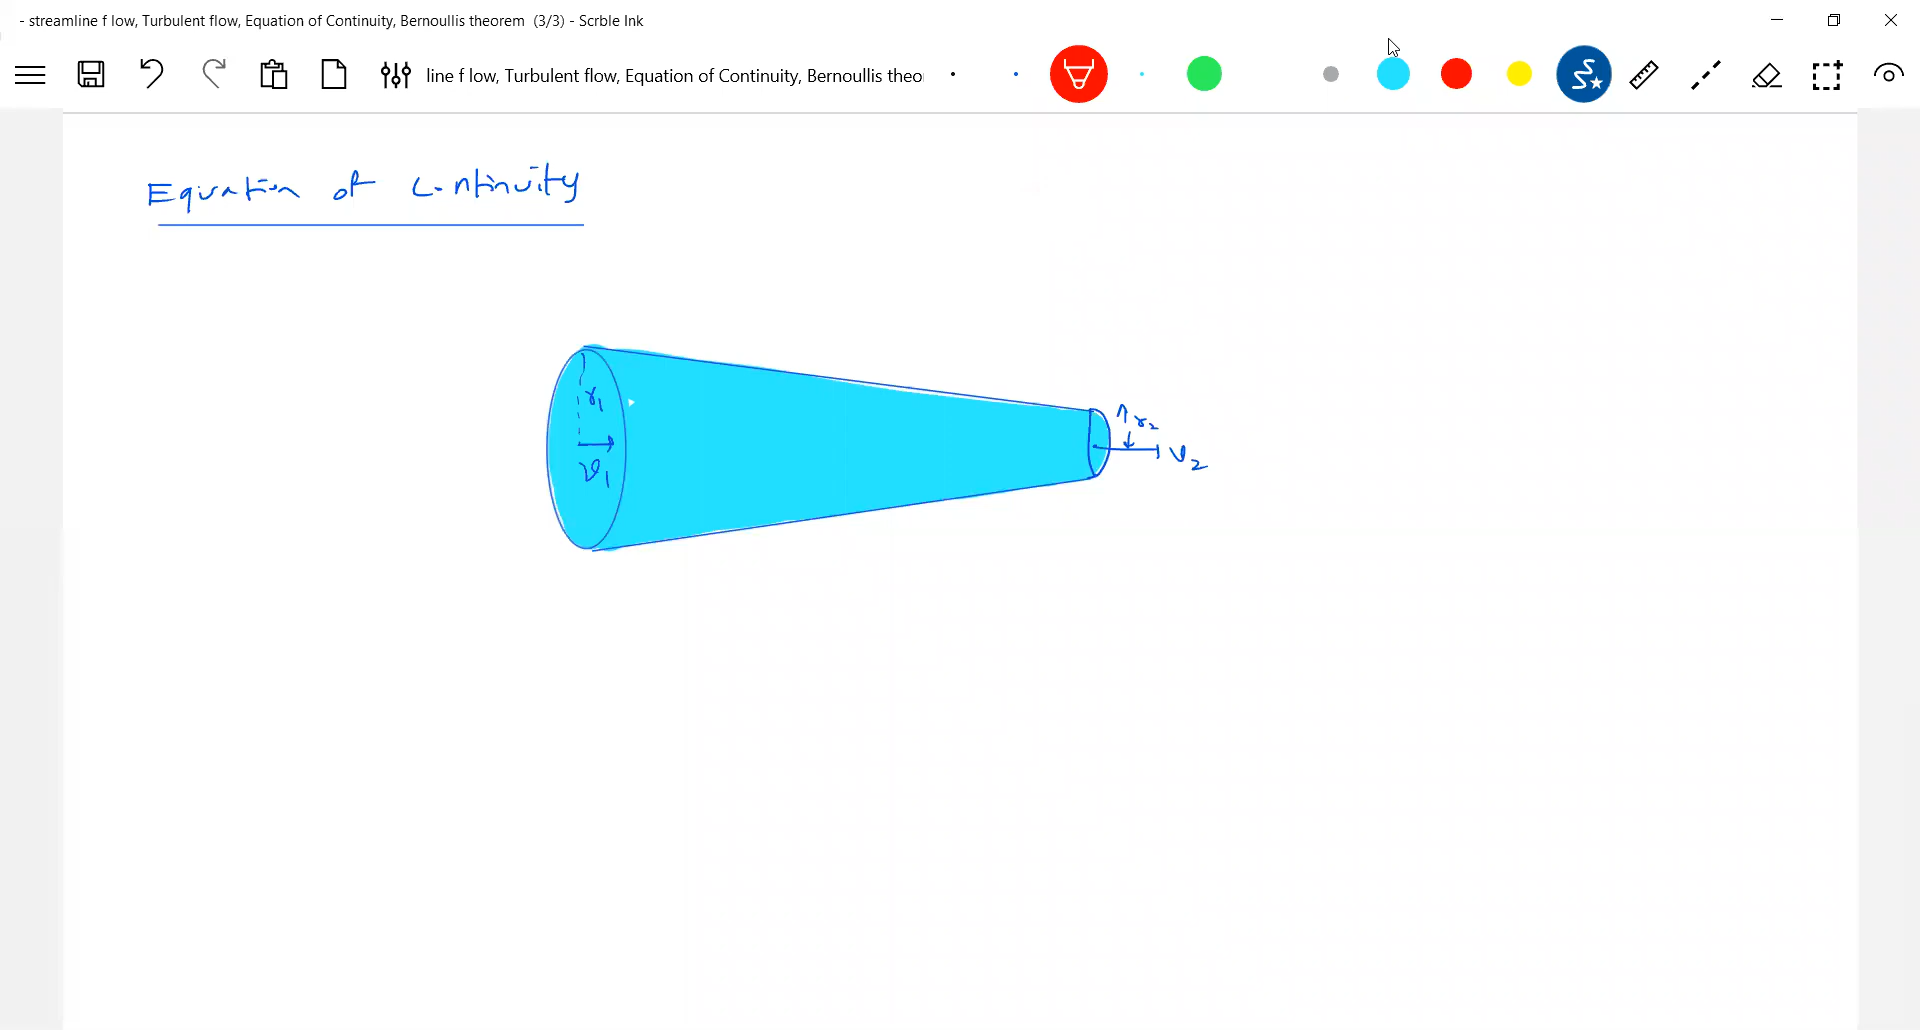 - streamline f low, Turbulent flow, Equation of Continuity, Bernoullis theorem (3/3) - Scrble Ink
line f low, Turbulent flow, Equation of Continuity, Bernoullis theo
Equation of Continuity
r₁
v₁
r₂
v₂